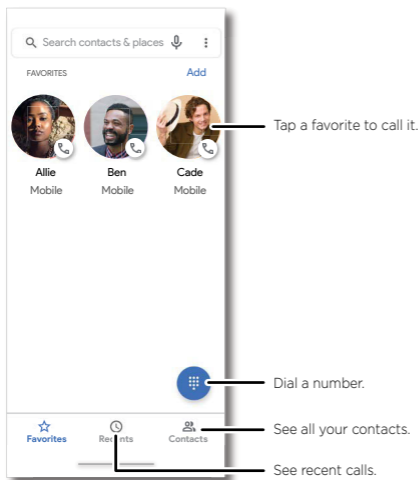 Search contacts & places
FAVORITES Add
Tap a favorite to call it.
Allie Ben Cade
Mobile Mobile Mobile
Dial a number.
Favorites Recents Contacts
See all your contacts.
See recent calls.